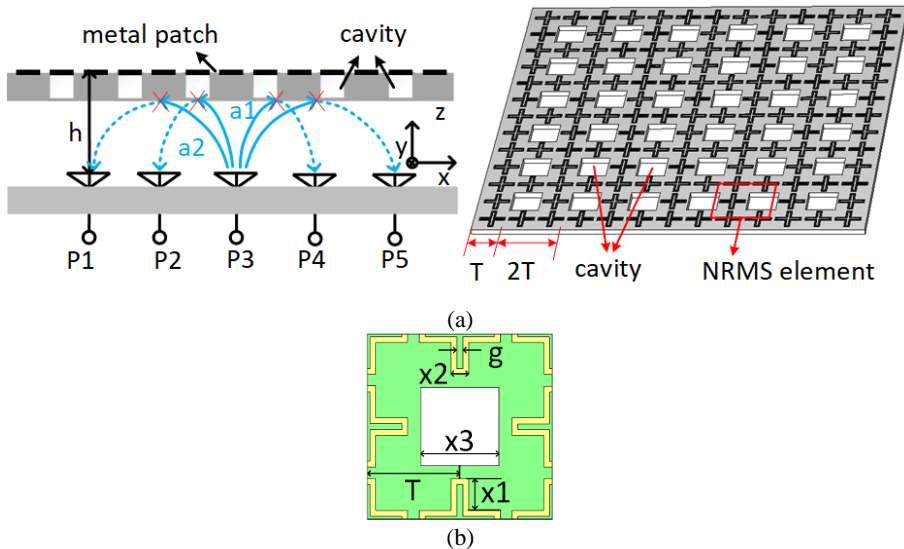 metal patch
cavity
h
a1
a2
z
y
x
P1 P2 P3 P4 P5
T 2T
cavity
NRMS element
(a)
g
x2
x3
T
x1
(b)